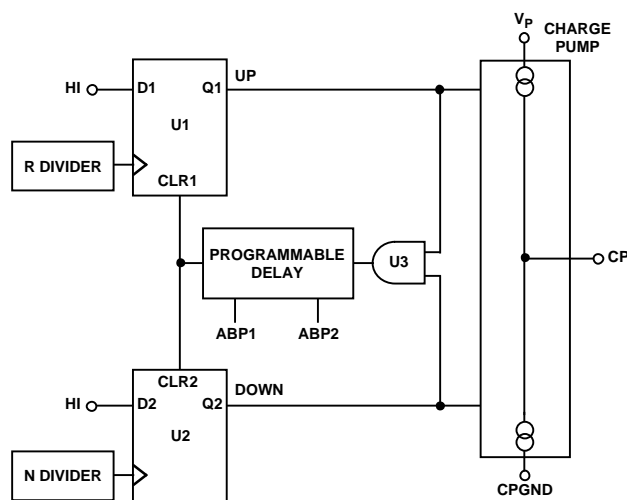 VP
CHARGE
PUMP
HI
D1
Q1
UP
U1
R DIVIDER
CLR1
PROGRAMMABLE
DELAY
U3
CP
ABP1
ABP2
CLR2
DOWN
HI
D2
Q2
U2
N DIVIDER
CPGND